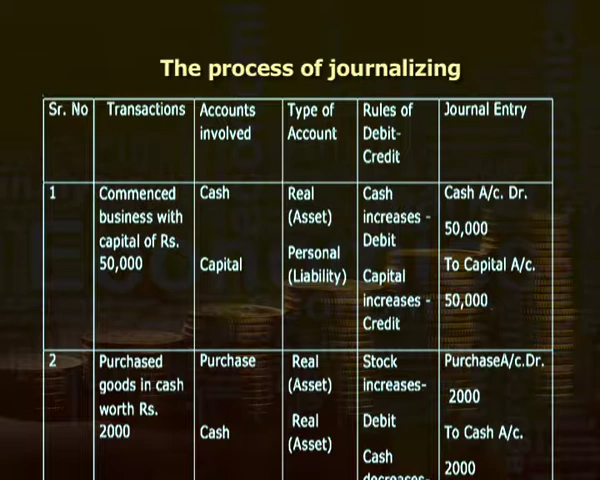 The process of journalizing
Sr. No Transactions Accounts involved Type of Account Rules of Debit-Credit Journal Entry
1
Commenced
business with
capital of Rs.
50,000
Cash
Capital
Real
(Asset)
Personal
(Liability)
Cash
increases -
Debit
Capital
increases -
Credit
Cash A/c. Dr.
50,000
To Capital A/c.
50,000
2
Purchased
goods in cash
worth Rs.
2000
Purchase
Cash
Real
(Asset)
Real
(Asset)
Stock
increases-
Debit
Cash
decreases-
PurchaseA/c.Dr.
2000
To Cash A/c.
2000